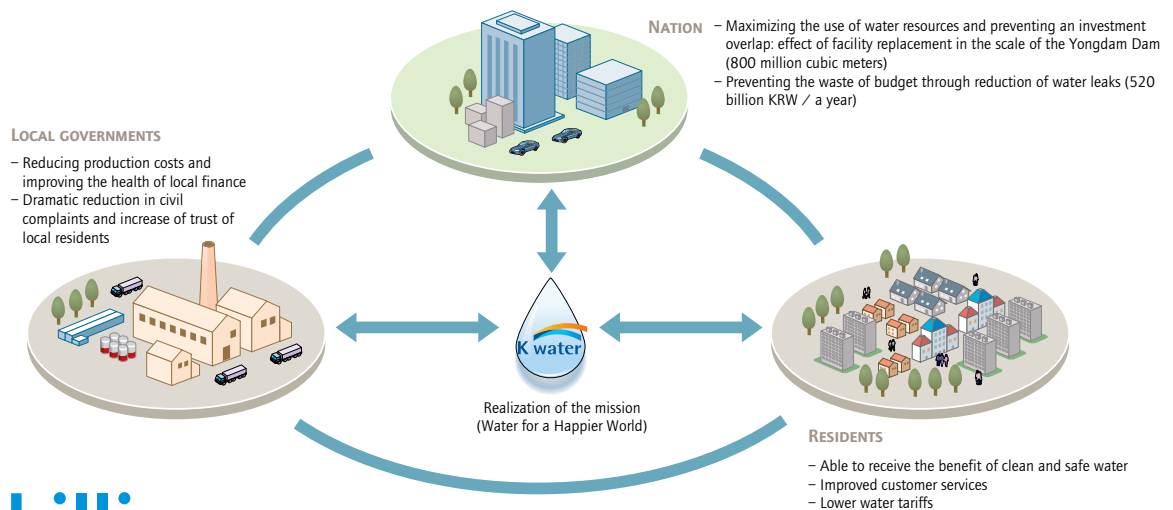 NATION
– Maximizing the use of water resources and preventing an investment
overlap: effect of facility replacement in the scale of the Yongdam Dam
(800 million cubic meters)
– Preventing the waste of budget through reduction of water leaks (520
billion KRW / a year)
LOCAL GOVERNMENTS
– Reducing production costs and
improving the health of local finance
– Dramatic reduction in civil
complaints and increase of trust of
local residents
K water
Realization of the mission
(Water for a Happier World)
RESIDENTS
– Able to receive the benefit of clean and safe water
– Improved customer services
– Lower water tariffs